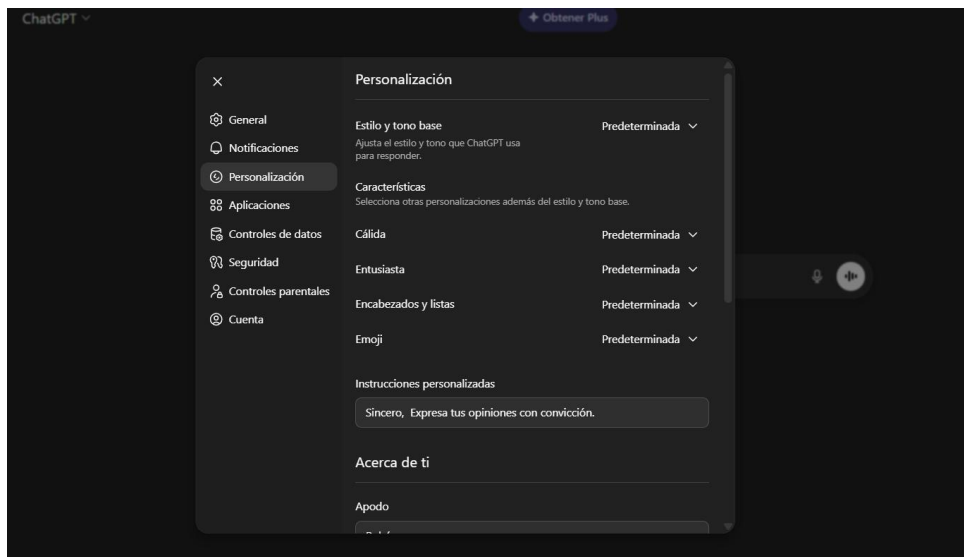 ChatGPT
Obtener Plus
Personalización
General
Notificaciones
Personalización
Aplicaciones
Controles de datos
Seguridad
Controles parentales
Cuenta
Estilo y tono base Predeterminada
Ajusta el estilo y tono que ChatGPT usa
para responder.
Características
Selecciona otras personalizaciones además del estilo y tono base.
Cálida Predeterminada
Entusiasta Predeterminada
Encabezados y listas Predeterminada
Emoji Predeterminada
Instrucciones personalizadas
Sincero, Expresa tus opiniones con convicción.
Acerca de ti
Apodo